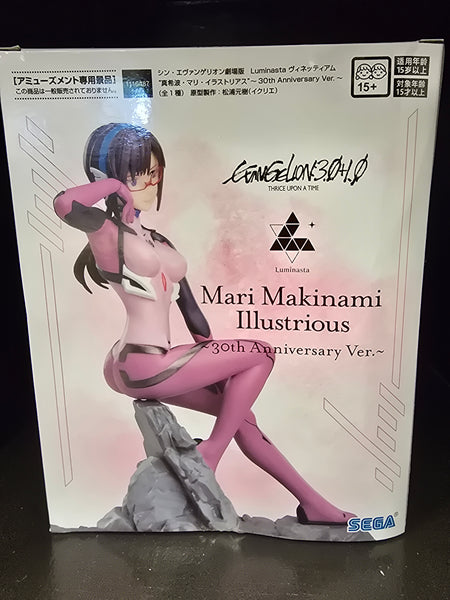 【アミューズメント専用景品】
この商品は一般販売されておりません。
1116487
シン・エヴァンゲリオン劇場版 Luminasta ヴィネッティアム
"真希波・マリ・イラストリアス"～30th Anniversary Ver.～
(全1種) 原型製作：松浦元樹(イクリエ)
15+
适用年龄
15岁以上
対象年齢
15才以上
EVANGELION:3.0+1.0
THRICE UPON A TIME
Luminasta
Mari Makinami
Illustrious
~30th Anniversary Ver.~
SEGA